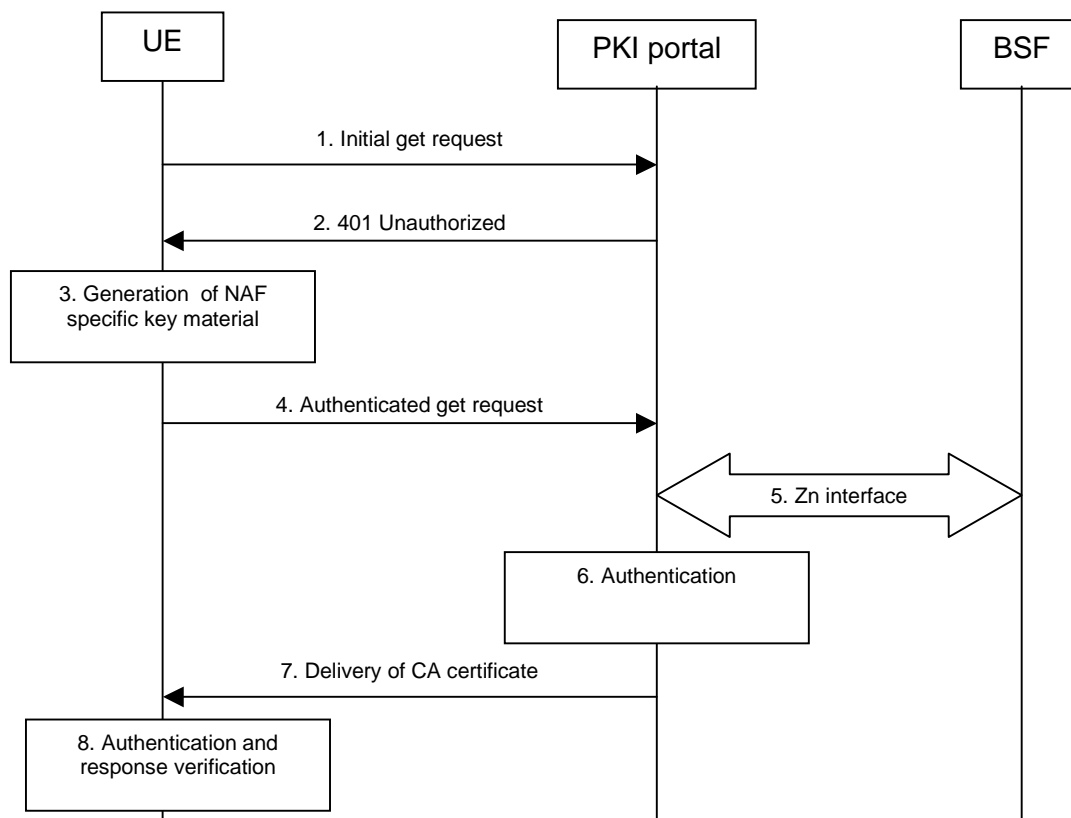 UE
PKI portal
BSF
1. Initial get request
2. 401 Unauthorized
3. Generation of NAF
specific key material
4. Authenticated get request
5. Zn interface
6. Authentication
7. Delivery of CA certificate
8. Authentication and
response verification